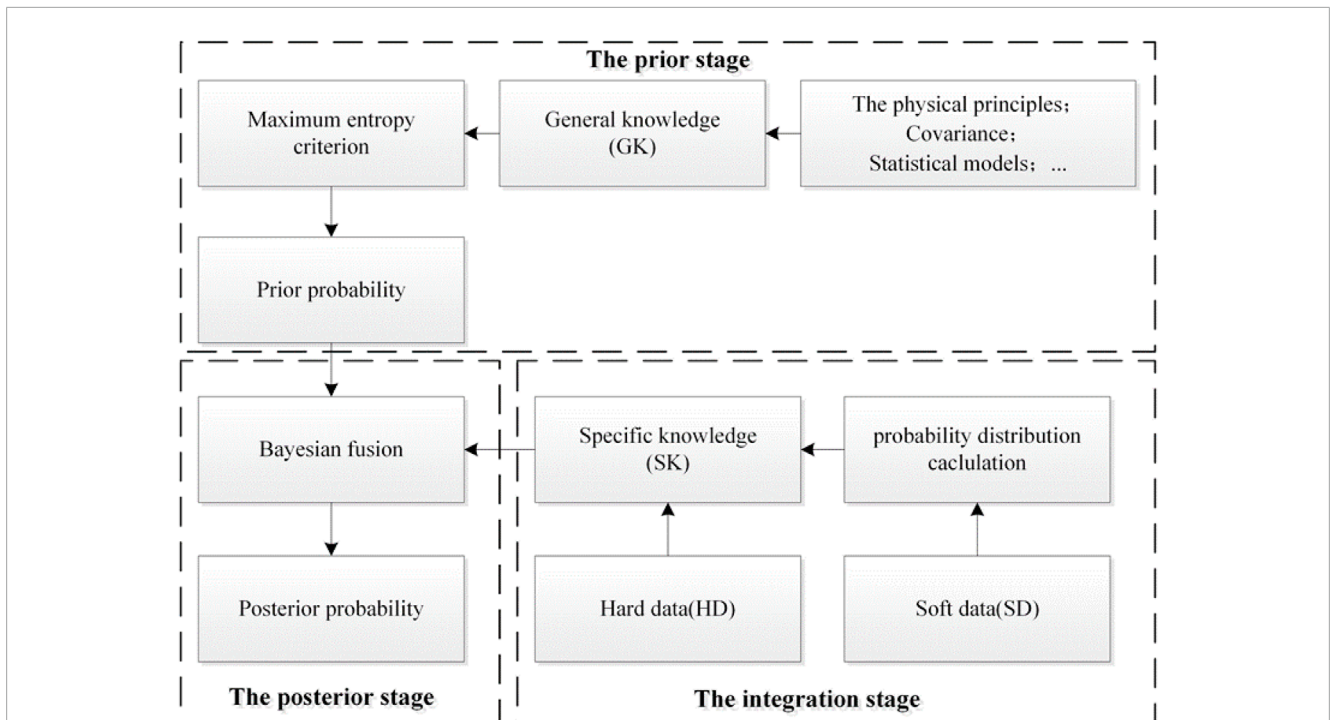 The prior stage
Maximum entropy
criterion
General knowledge
(GK)
The physical principles；
Covariance；
Statistical models；...
Prior probability
Bayesian fusion
Specific knowledge
(SK)
probability distribution
caclulation
Posterior probability
Hard data(HD)
Soft data(SD)
The posterior stage
The integration stage